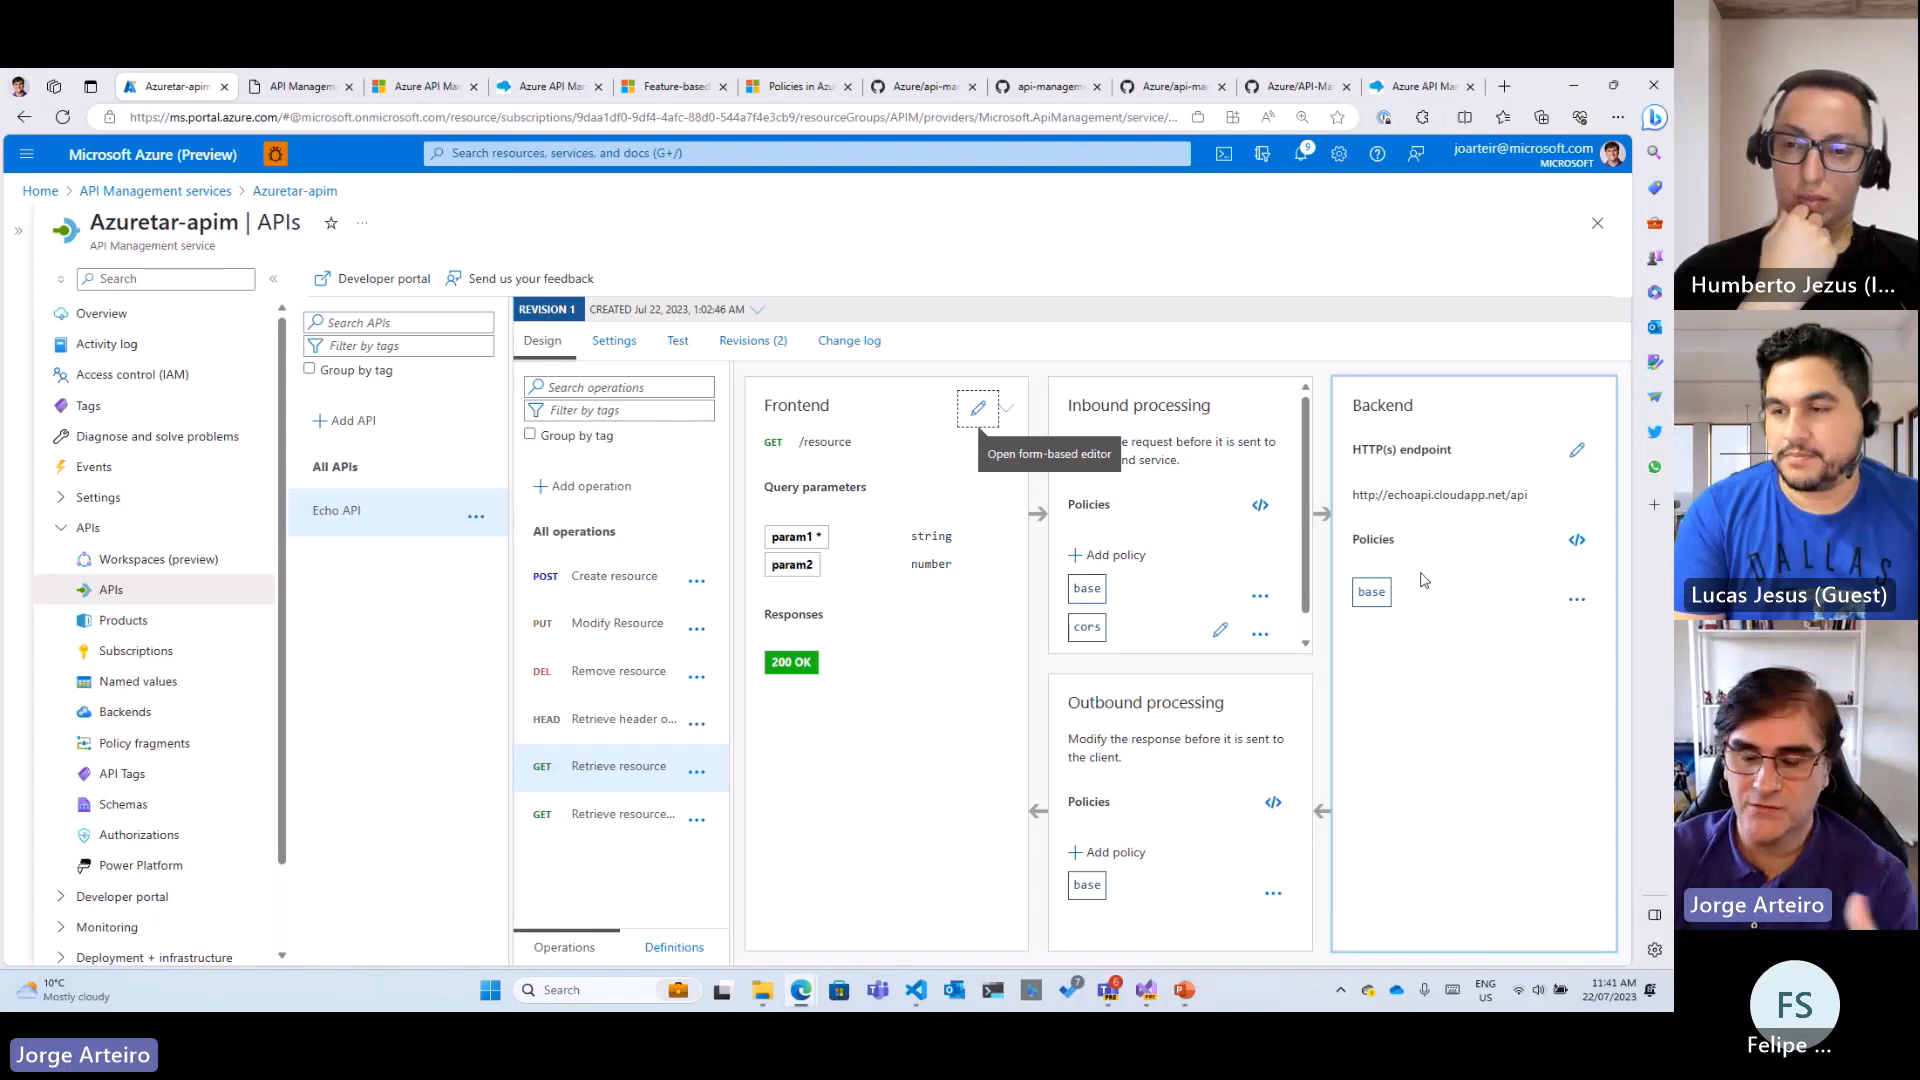 Azuretar-apim
API Managem
Azure API Ma
Azure API Ma
Feature-based
Policies in Azu
Azure/api-ma
api-managem
Azure/api-ma
Azure/API-Ma
Azure API Ma
https://ms.portal.azure.com/#@microsoft.onmicrosoft.com/resource/subscriptions/9daa1df0-9df4-4afc-88d0-544a7f4e3cb9/resourceGroups/APIM/providers/Microsoft.ApiManagement/service/...
Microsoft Azure (Preview)
Search resources, services, and docs (G+/)
9
joarteir@microsoft.com
MICROSOFT
Home > API Management services > Azuretar-apim
Azuretar-apim | APIs
...
API Management service
Search
Developer portal
Send us your feedback
Overview
Activity log
Access control (IAM)
Tags
Diagnose and solve problems
Events
Settings
APIs
Workspaces (preview)
APIs
Products
Subscriptions
Named values
Backends
Policy fragments
API Tags
Schemas
Authorizations
Power Platform
Developer portal
Monitoring
Deployment + infrastructure
Search APIs
Filter by tags
Group by tag
Add API
All APIs
Echo API
...
REVISION 1 CREATED Jul 22, 2023, 1:02:46 AM
Design Settings Test Revisions (2) Change log
Search operations
Filter by tags
Group by tag
Add operation
All operations
POST Create resource ...
PUT Modify Resource ...
DEL Remove resource ...
HEAD Retrieve header o... ...
GET Retrieve resource ...
GET Retrieve resource... ...
Operations Definitions
Frontend
GET /resource
Query parameters
param1 * string
param2 number
Responses
200 OK
Open form-based editor
Inbound processing
e request before it is sent to
nd service.
Policies </>
Add policy
base ...
cors ...
Outbound processing
Modify the response before it is sent to
the client.
Policies </>
Add policy
base ...
Backend
HTTP(s) endpoint
http://echoapi.cloudapp.net/api
Policies </>
base ...
10°C
Mostly cloudy
Search
7
6
ENG
US
11:41 AM
22/07/2023
Jorge Arteiro
Humberto Jezus (I...
DALLAS
Lucas Jesus (Guest)
Jorge Arteiro
FS
Felipe ...